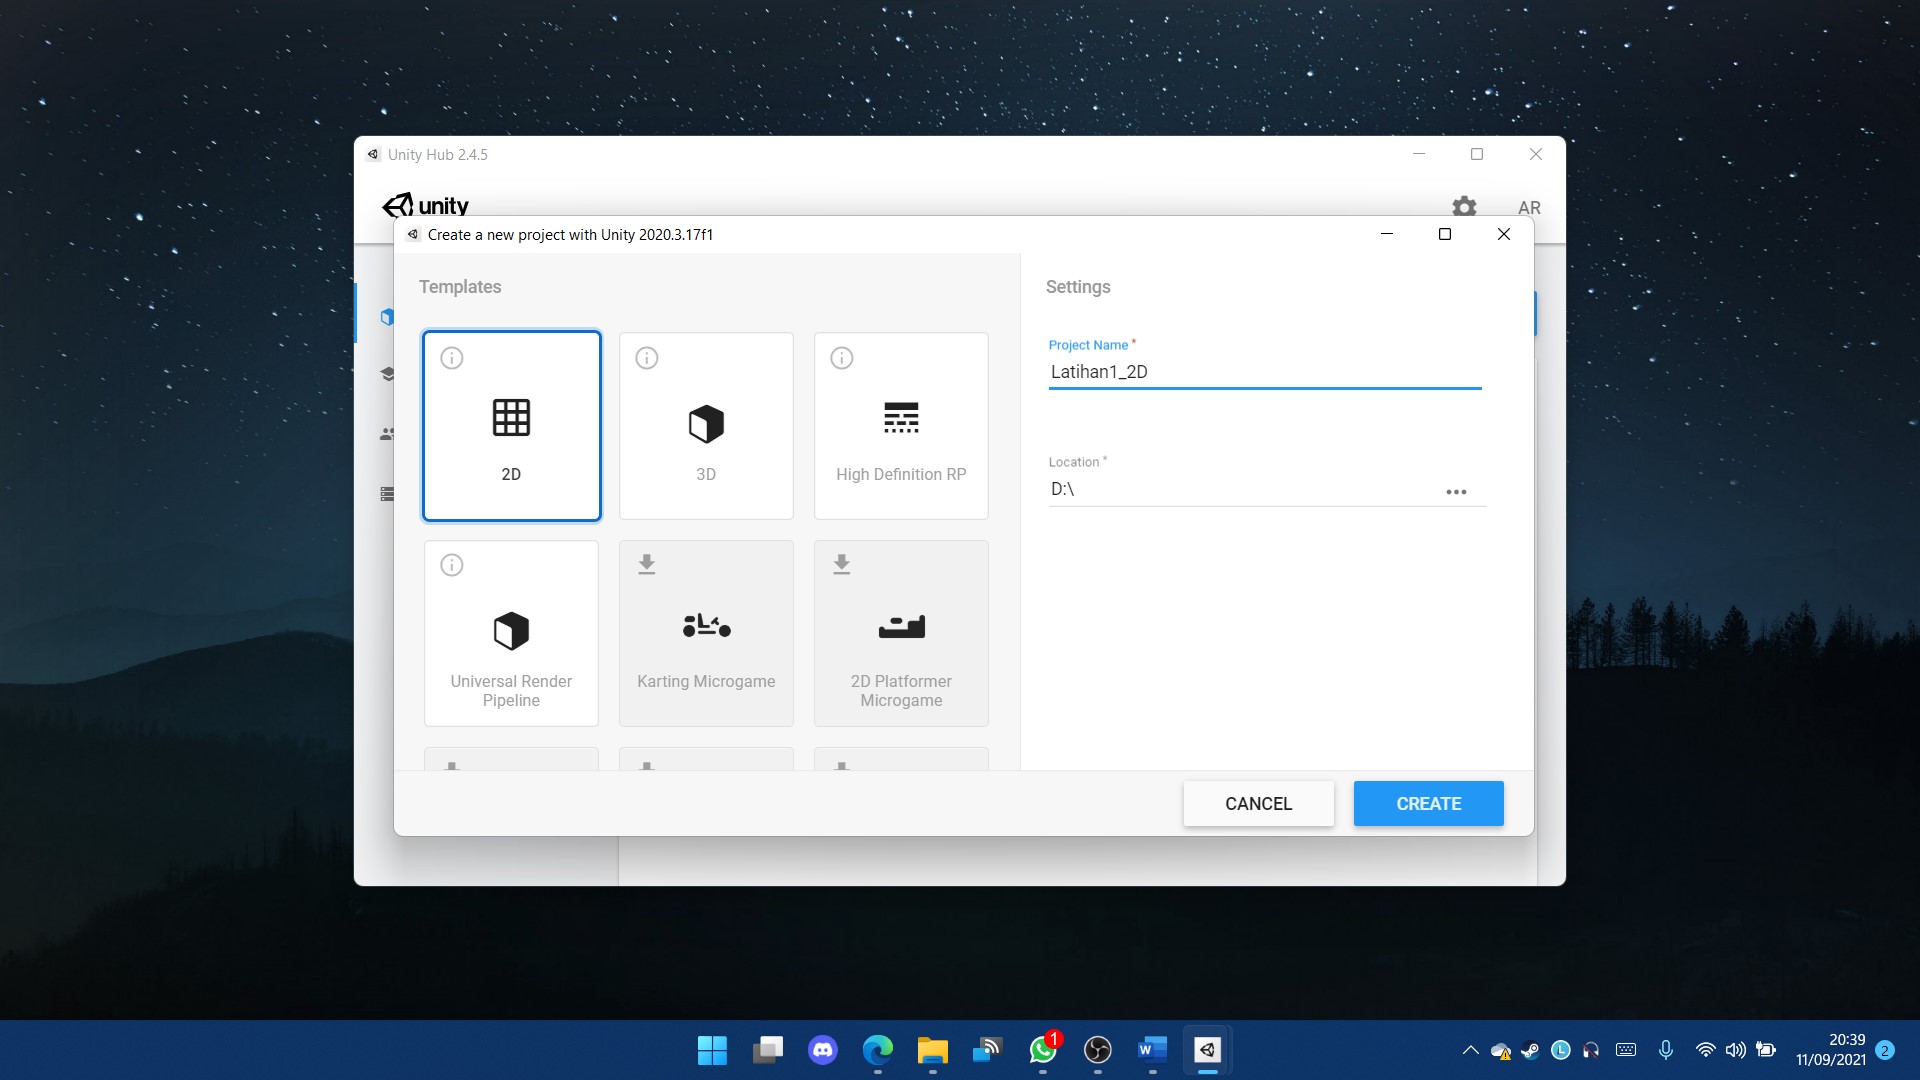 Unity Hub 2.4.5
unity
AR
Create a new project with Unity 2020.3.17f1
Templates
Settings
2D
3D
High Definition RP
Project Name *
Latihan1_2D
Location *
D:\
Universal Render
Pipeline
Karting Microgame
2D Platformer
Microgame
CANCEL
CREATE
1
W
L
20:39
11/09/2021
2